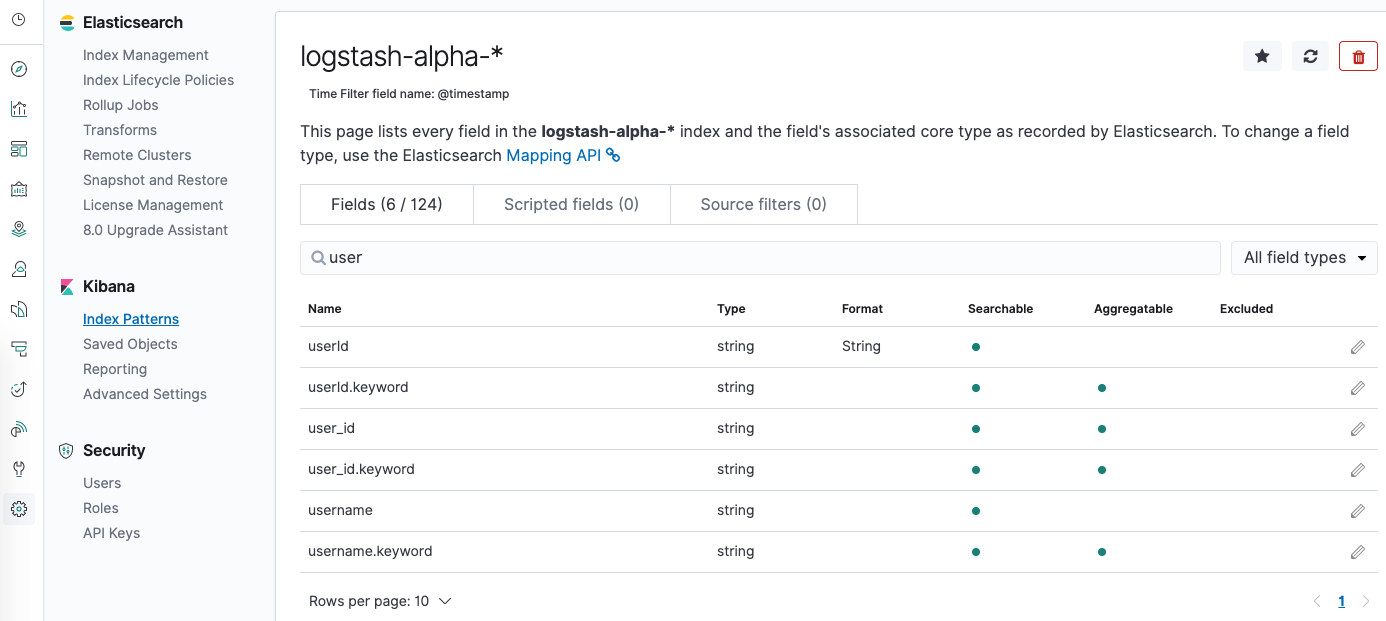 Elasticsearch
Index Management
Index Lifecycle Policies
Rollup Jobs
Transforms
Remote Clusters
Snapshot and Restore
License Management
8.0 Upgrade Assistant
Kibana
Index Patterns
Saved Objects
Reporting
Advanced Settings
Security
Users
Roles
API Keys
logstash-alpha-*
Time Filter field name: @timestamp
This page lists every field in the logstash-alpha-* index and the field's associated core type as recorded by Elasticsearch. To change a field
type, use the Elasticsearch Mapping API
Fields (6 / 124) Scripted fields (0) Source filters (0)
user All field types
Name Type Format Searchable Aggregatable Excluded
userId string String
userId.keyword string
user_id string
user_id.keyword string
username string
username.keyword string
Rows per page: 10 1